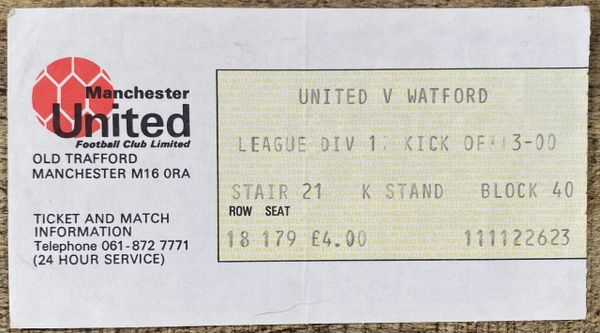 Manchester
United
Football Club Limited
OLD TRAFFORD
MANCHESTER M16 0RA
TICKET AND MATCH
INFORMATION
Telephone 061-872 7771
(24 HOUR SERVICE)
UNITED V WATFORD
LEAGUE DIV 1 KICK OF 3-00
STAIR 21 K STAND BLOCK 40
ROW SEAT
18 179 £4.00 111122623